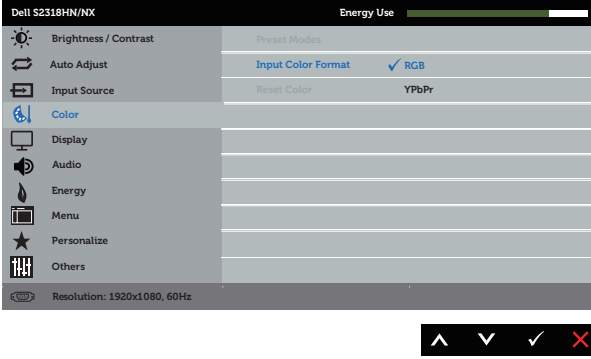 Dell S2318HN/NX Energy Use
Brightness / Contrast Preset Modes
Auto Adjust Input Color Format ✓ RGB
Input Source Reset Color YPbPr
Color
Display
Audio
Energy
Menu
Personalize
Others
Resolution: 1920x1080, 60Hz